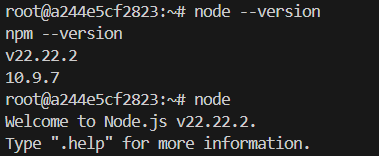 root@a244e5cf2823:~# node --version
npm --version
v22.22.2
10.9.7
root@a244e5cf2823:~# node
Welcome to Node.js v22.22.2.
Type ".help" for more information.